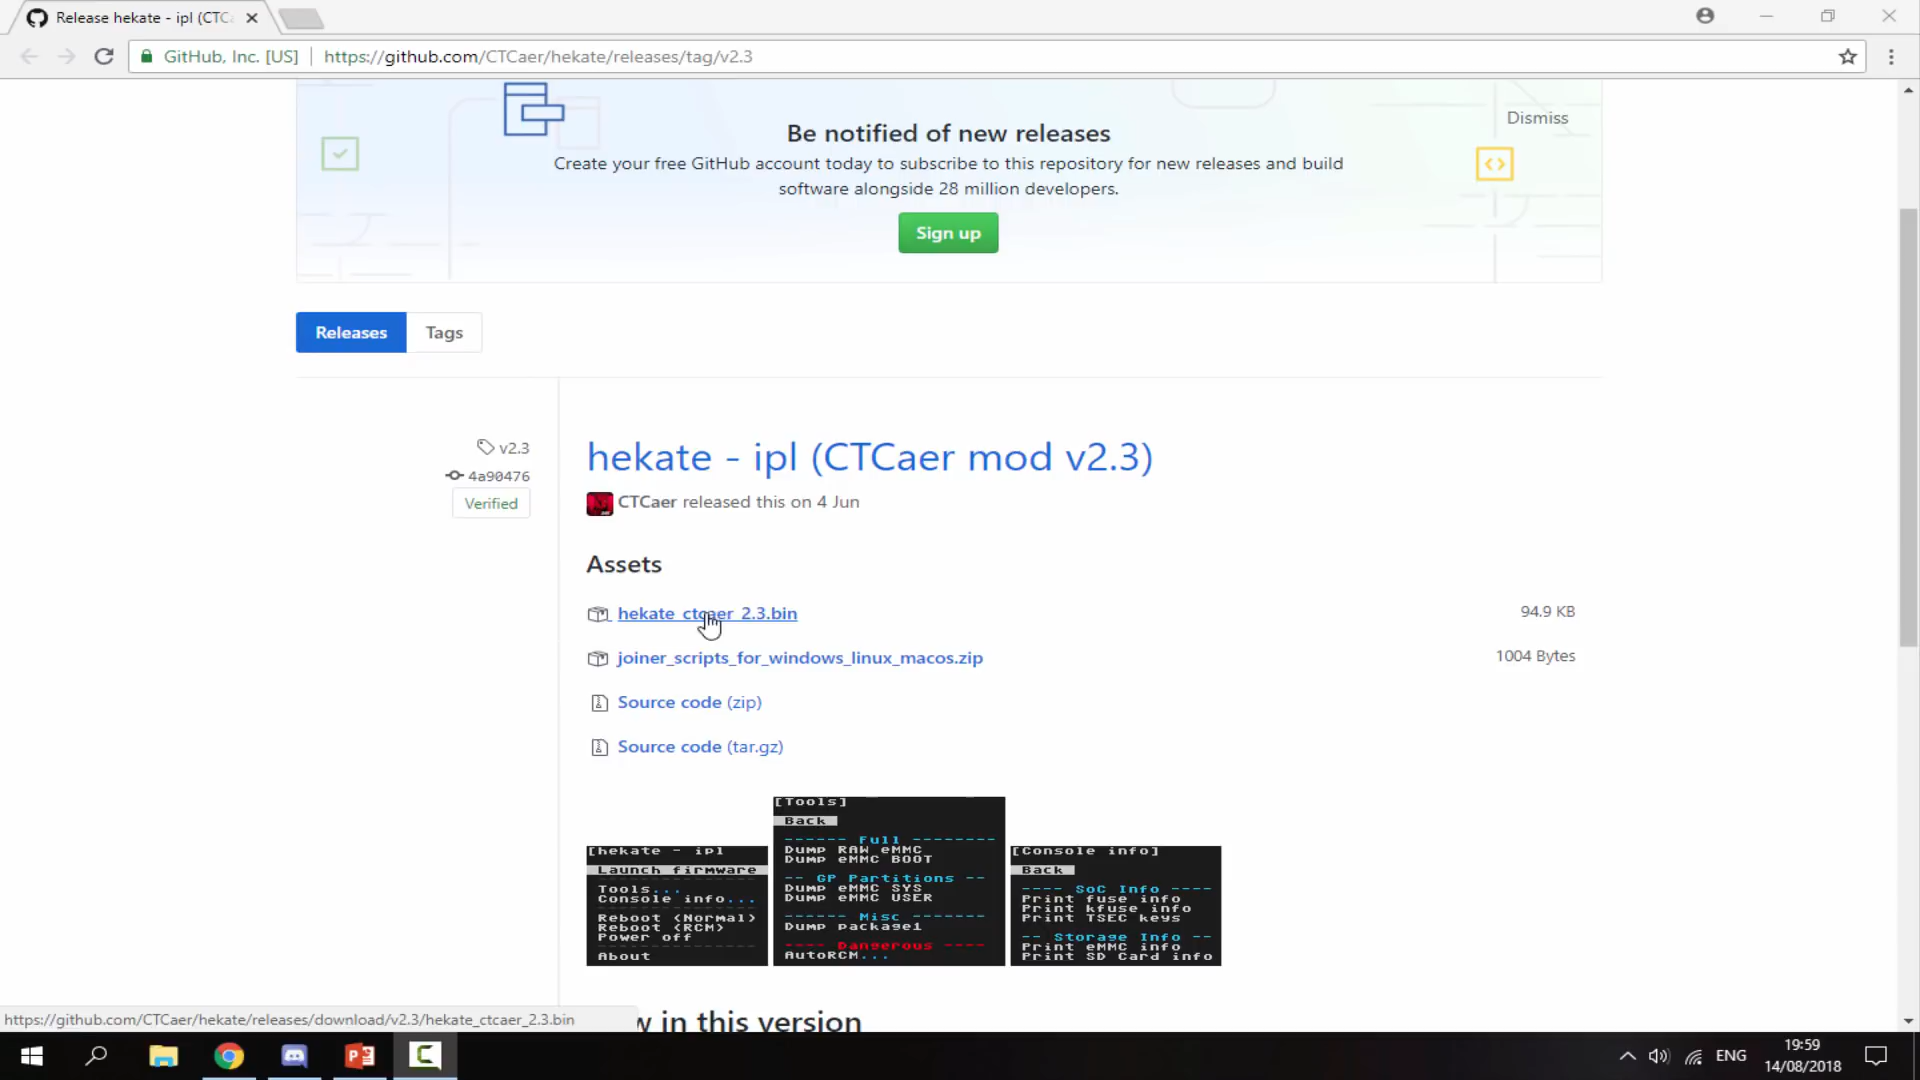 Release hekate - ipl (CTC
GitHub, Inc. [US] | https://github.com/CTCaer/hekate/releases/tag/v2.3
Be notified of new releases
Dismiss
Create your free GitHub account today to subscribe to this repository for new releases and build
software alongside 28 million developers.
Sign up
Releases
Tags
v2.3
4a90476
Verified
hekate - ipl (CTCaer mod v2.3)
CTCaer released this on 4 Jun
Assets
hekate_ctcaer_2.3.bin
94.9 KB
joiner_scripts_for_windows_linux_macos.zip
1004 Bytes
Source code (zip)
Source code (tar.gz)
[hekate - ipl
Launch firmware
Tools...
Console info...
Reboot (Normal)
Reboot (RCM)
Power off
About
[Tools]
Back
------ Full --------
Dump RAW eMMC
Dump eMMC BOOT
-- GP Partitions --
Dump eMMC SYS
Dump eMMC USER
------ Misc -------
Dump package1
---- Dangerous ----
AutoRCM...
[Console info]
Back
---- SoC Info ----
Print fuse info
Print kfuse info
Print TSEC keys
-- Storage Info --
Print eMMC info
Print SD Card info
w in this version
https://github.com/CTCaer/hekate/releases/download/v2.3/hekate_ctcaer_2.3.bin
ENG
19:59
14/08/2018